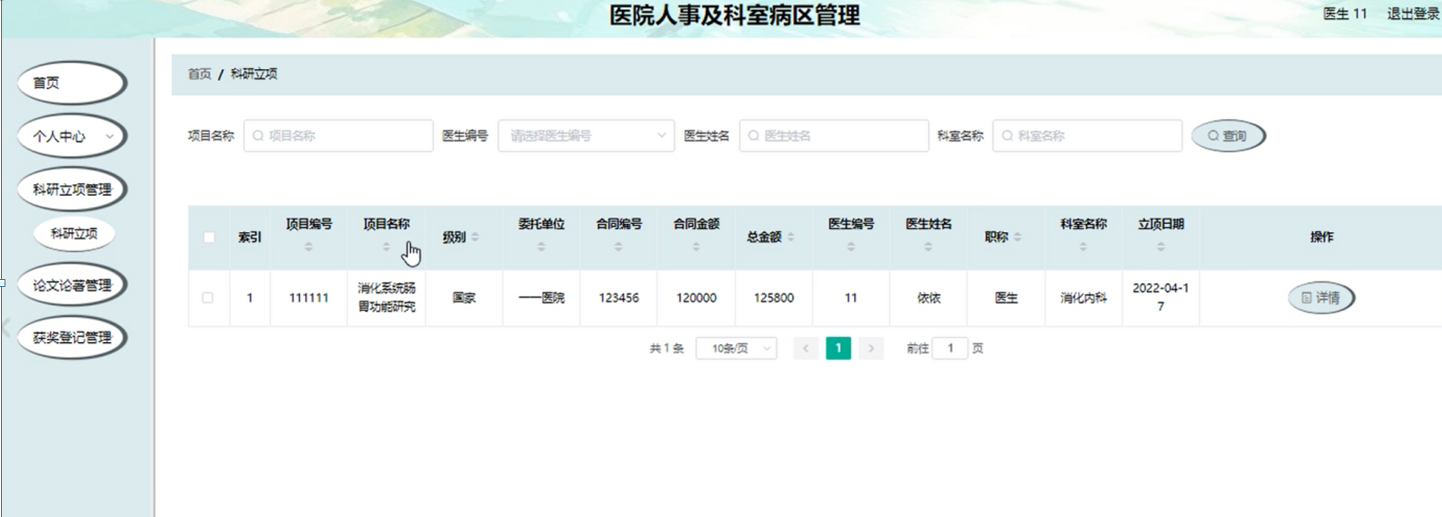 医院人事及科室病区管理
医生 11 退出登录
首页
个人中心
科研立项管理
科研立项
论文论著管理
获奖登记管理
首页 / 科研立项
项目名称 项目名称 医生编号 请选择医生编号 医生姓名 医生姓名 科室名称 科室名称 查询
索引 项目编号 项目名称 级别 委托单位 合同编号 合同金额 总金额 医生编号 医生姓名 职称 科室名称 立项日期 操作
1 111111 消化系统肠 国家 一一医院 123456 120000 125800 11 依依 医生 消化内科 2022-04-1 详情
胃功能研究 7
共 1 条 10条/页 < 1 > 前往 1 页